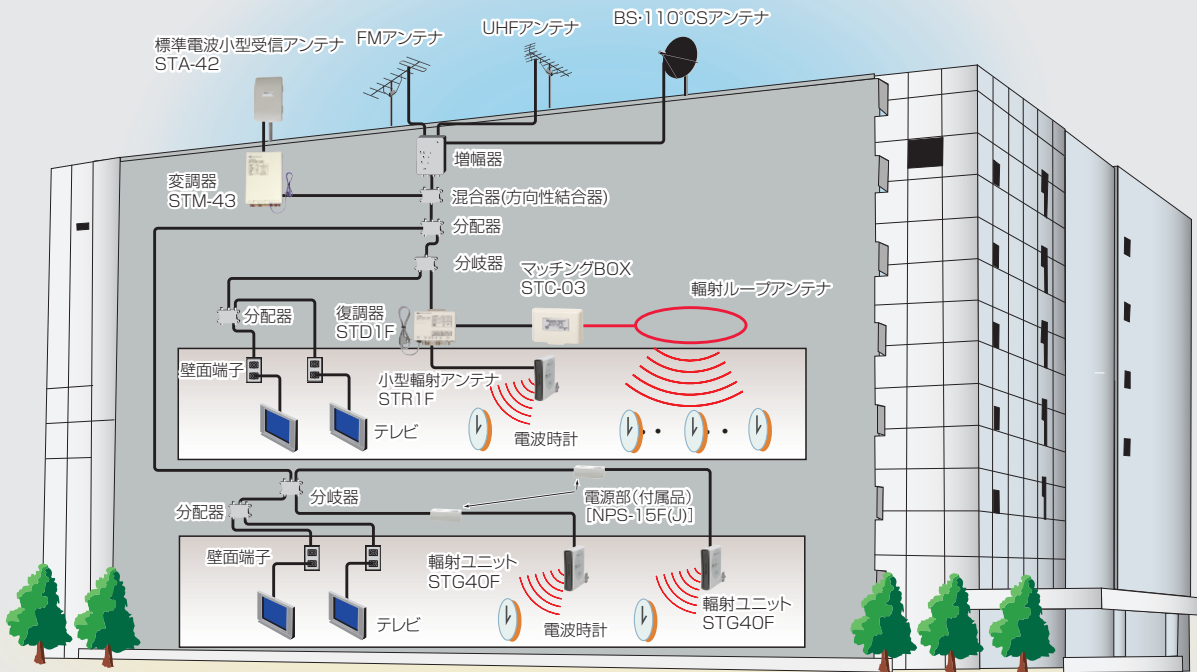 標準電波小型受信アンテナ
STA-42
FMアンテナ
UHFアンテナ
BS・110°CSアンテナ
増幅器
変調器
STM-43
混合器(方向性結合器)
分配器
分岐器
マッチングBOX
STC-03
輻射ループアンテナ
分配器
復調器
STD1F
壁面端子
小型輻射アンテナ
STR1F
テレビ
電波時計
分岐器
電源部(付属品)
[NPS-15F(J)]
分配器
壁面端子
輻射ユニット
STG40F
輻射ユニット
STG40F
テレビ
電波時計